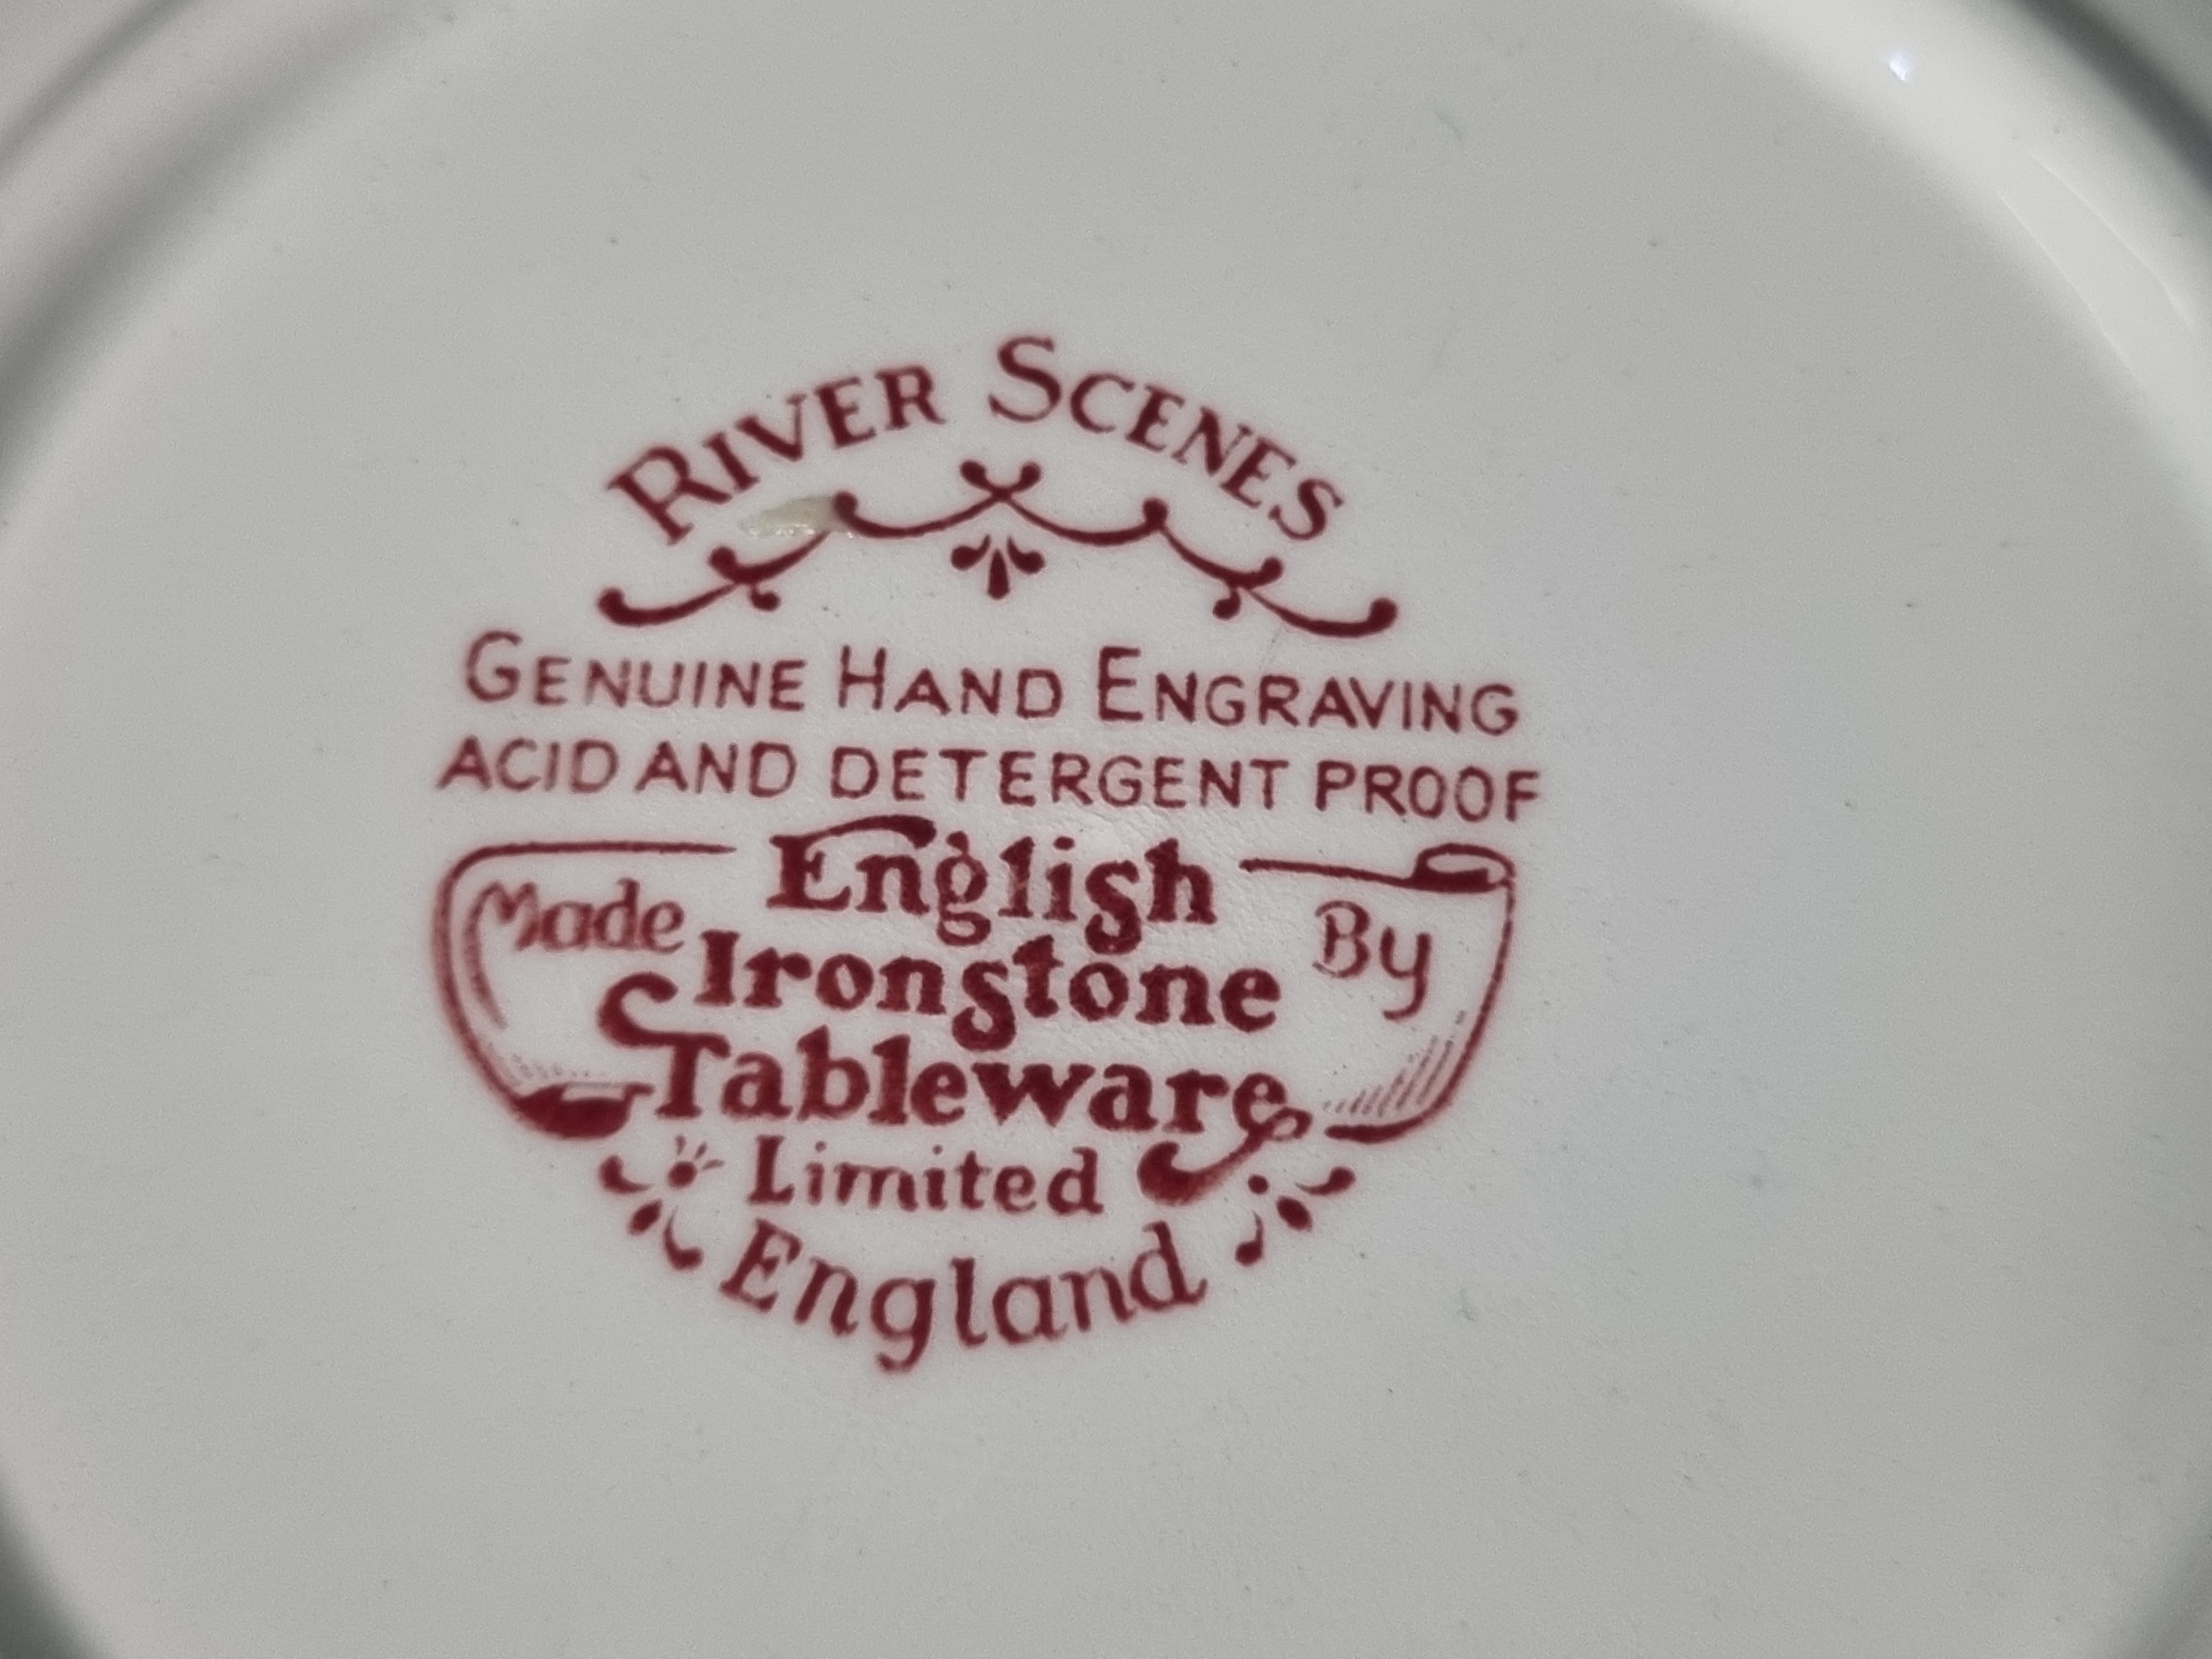 RIVER SCENES
GENUINE HAND ENGRAVING
ACID AND DETERGENT PROOF
Made English By
Ironstone
Tableware
Limited
England